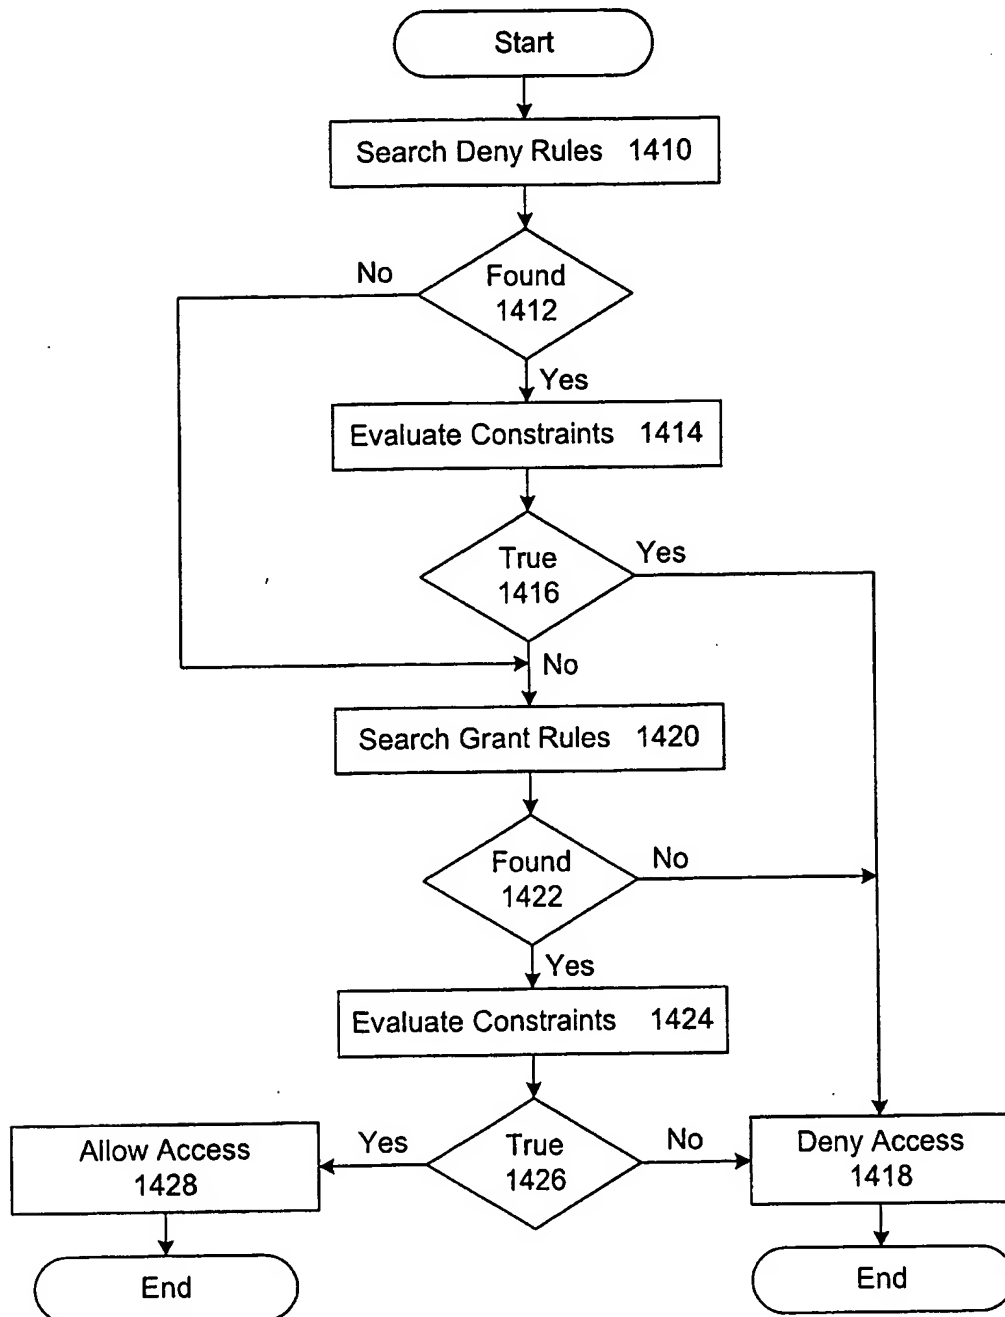 Start
Search Deny Rules 1410
No
Found
1412
Yes
Evaluate Constraints 1414
True
1416
Yes
No
Search Grant Rules 1420
Found
1422
No
Yes
Evaluate Constraints 1424
Allow Access
1428
Yes
True
1426
No
Deny Access
1418
End
End